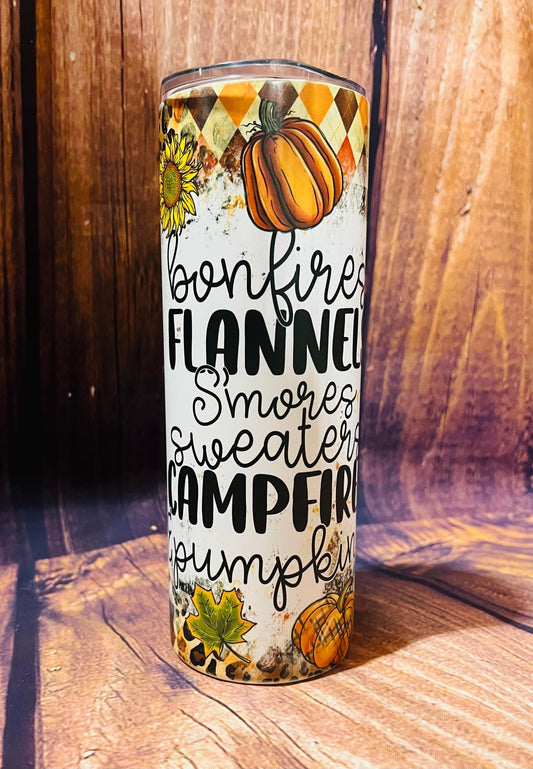 bonfires
FLANNEL
S'mores
sweaters
CAMPFIRE
pumpkin